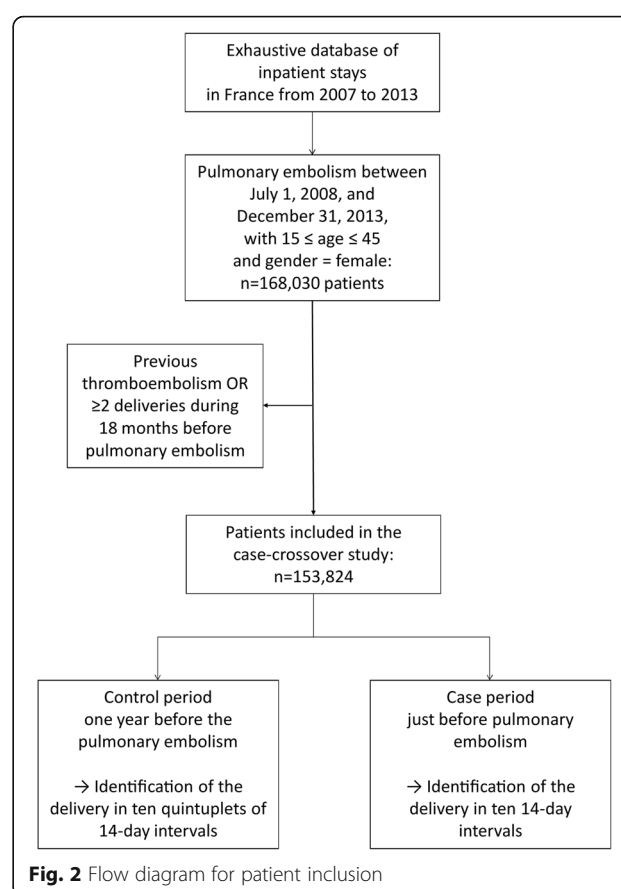 Exhaustive database of
inpatient stays
in France from 2007 to 2013
Pulmonary embolism between
July 1, 2008, and
December 31, 2013,
with 15 ≤ age ≤ 45
and gender = female:
n=168,030 patients
Previous
thromboembolism OR
≥2 deliveries during
18 months before
pulmonary embolism
Patients included in the
case-crossover study:
n=153,824
Control period
one year before the
pulmonary embolism
→ Identification of the
delivery in ten quintuplets of
14-day intervals
Case period
just before pulmonary
embolism
→ Identification of the
delivery in ten 14-day
intervals
Fig. 2 Flow diagram for patient inclusion